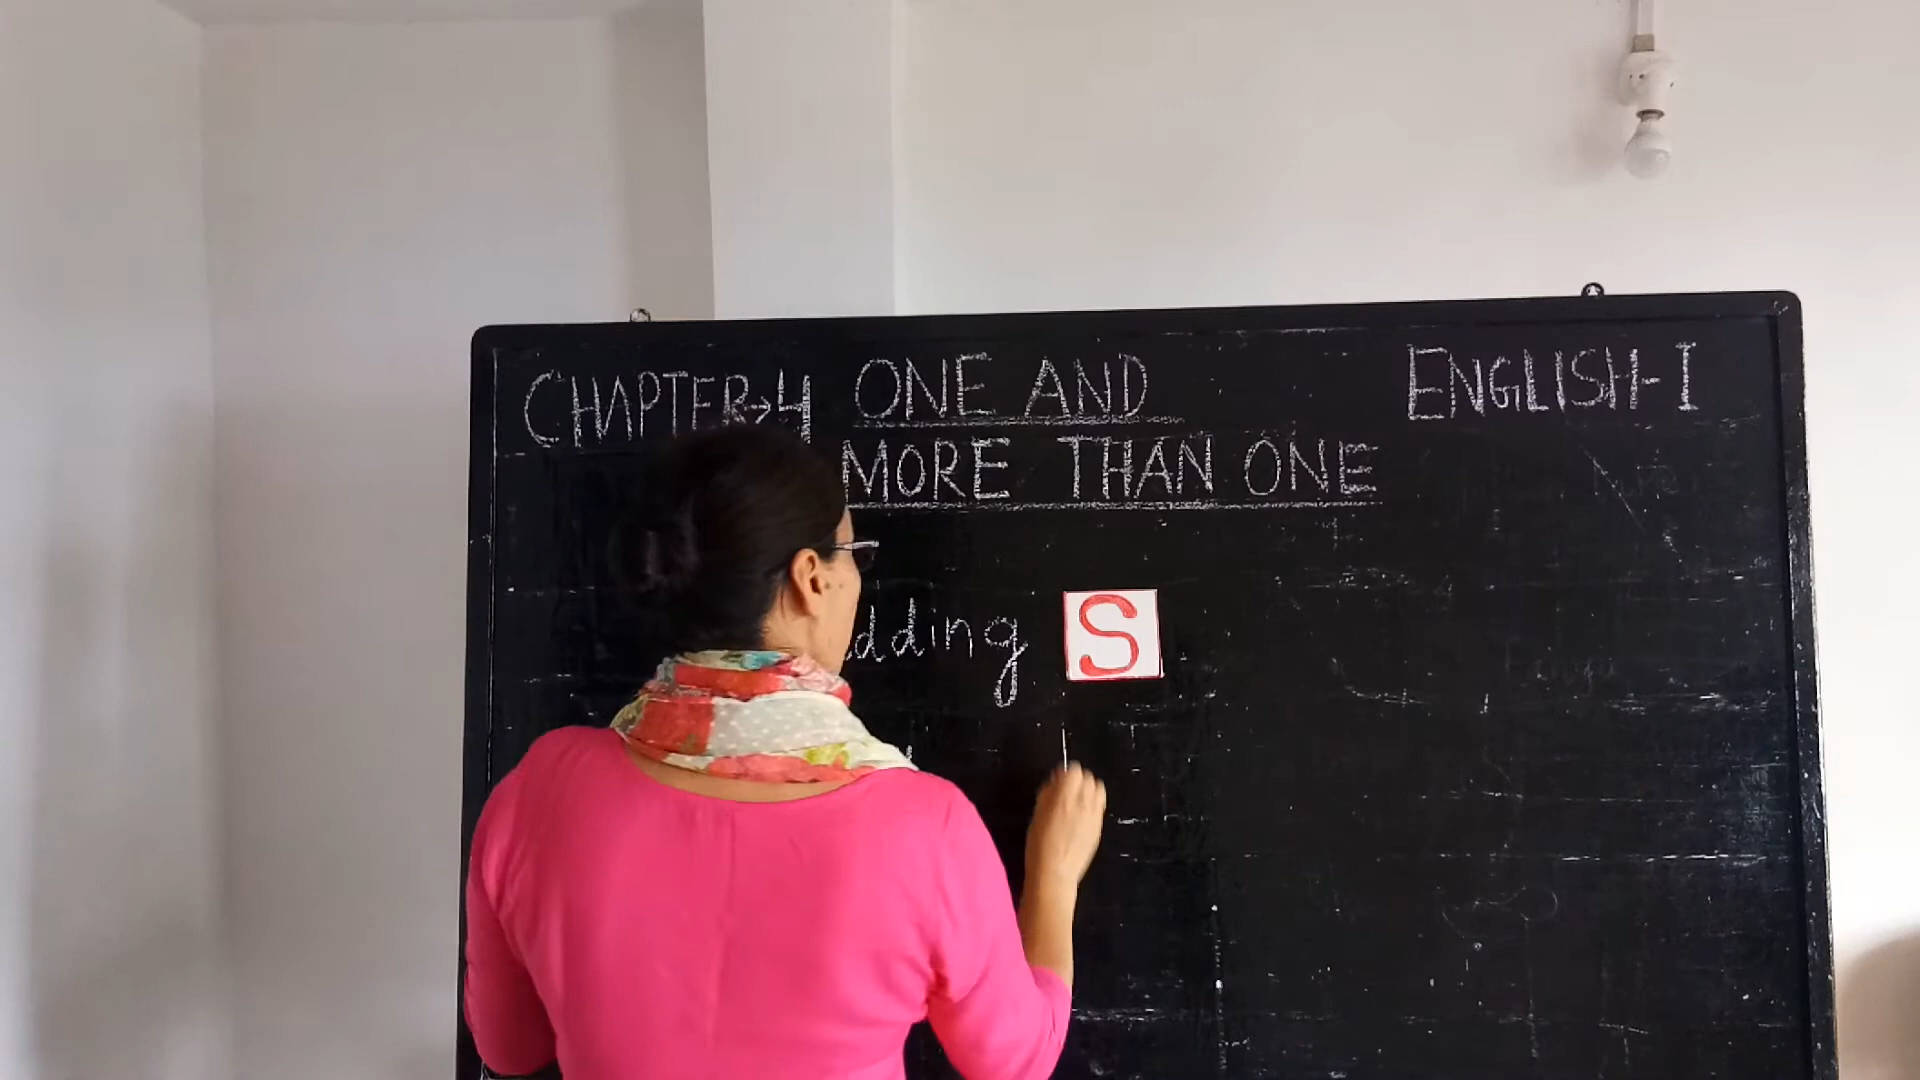 CHAPTER→4 ONE AND ENGLISH-I
MORE THAN ONE
dding S